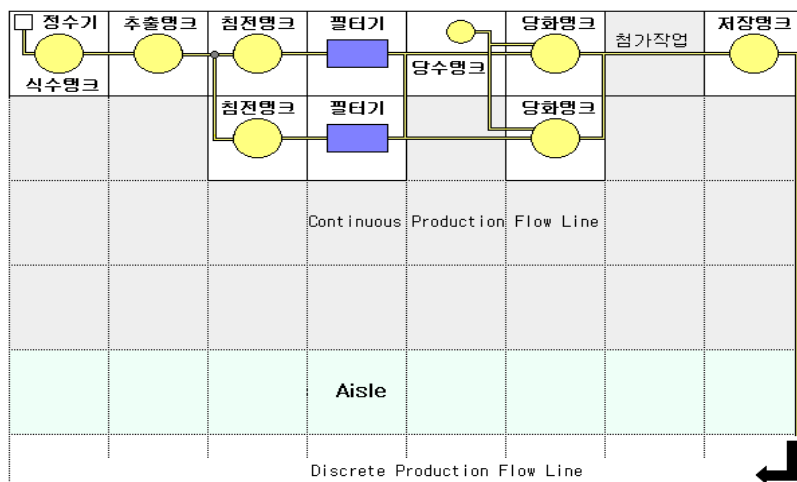 정수기 추출탱크 침전탱크 필터기 당화탱크 첨가작업 저장탱크
식수탱크 당수탱크
침전탱크 필터기 당화탱크
Continuous Production Flow Line
Aisle
Discrete Production Flow Line